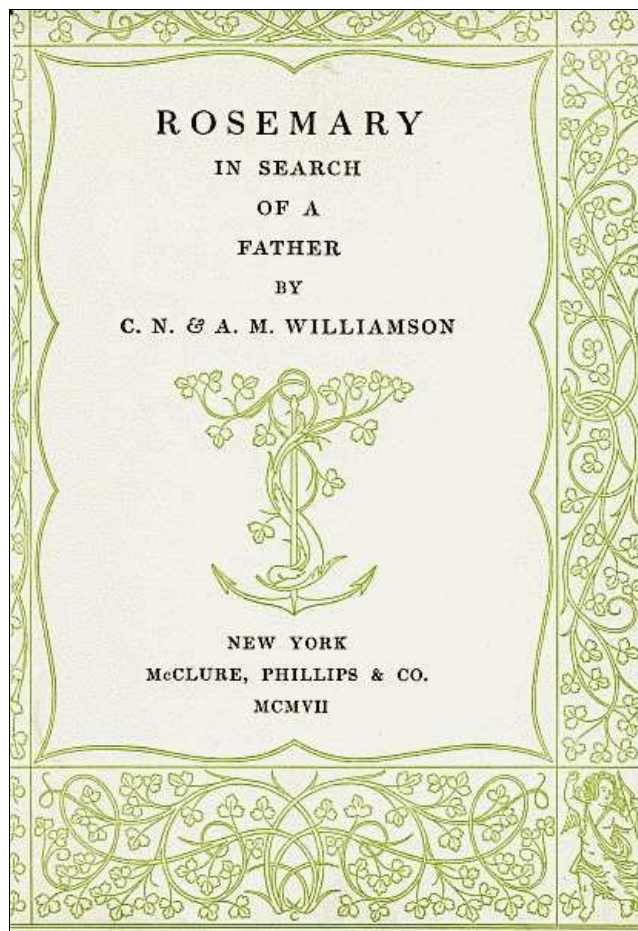 ROSEMARY
IN SEARCH
OF A
FATHER
BY
C. N. & A. M. WILLIAMSON
NEW YORK
McCLURE, PHILLIPS & CO.
MCMVII